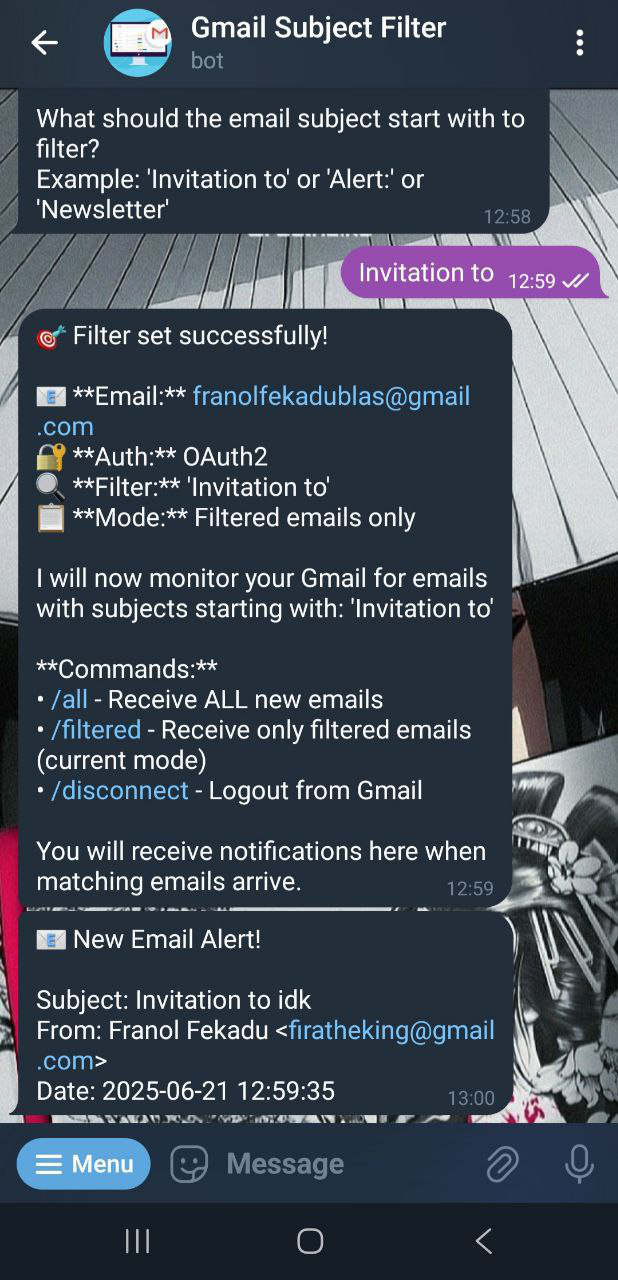 Gmail Subject Filter
bot
What should the email subject start with to
filter?
Example: 'Invitation to' or 'Alert:' or
'Newsletter'
12:58
Invitation to 12:59
Filter set successfully!
**Email:** franolfekadublas@gmail
.com
**Auth:** OAuth2
**Filter:** 'Invitation to'
**Mode:** Filtered emails only
I will now monitor your Gmail for emails
with subjects starting with: 'Invitation to'
**Commands:**
• /all - Receive ALL new emails
• /filtered - Receive only filtered emails
(current mode)
• /disconnect - Logout from Gmail
You will receive notifications here when
matching emails arrive.
12:59
New Email Alert!
Subject: Invitation to idk
From: Franol Fekadu <firatheking@gmail
.com>
Date: 2025-06-21 12:59:35
13:00
Menu
Message